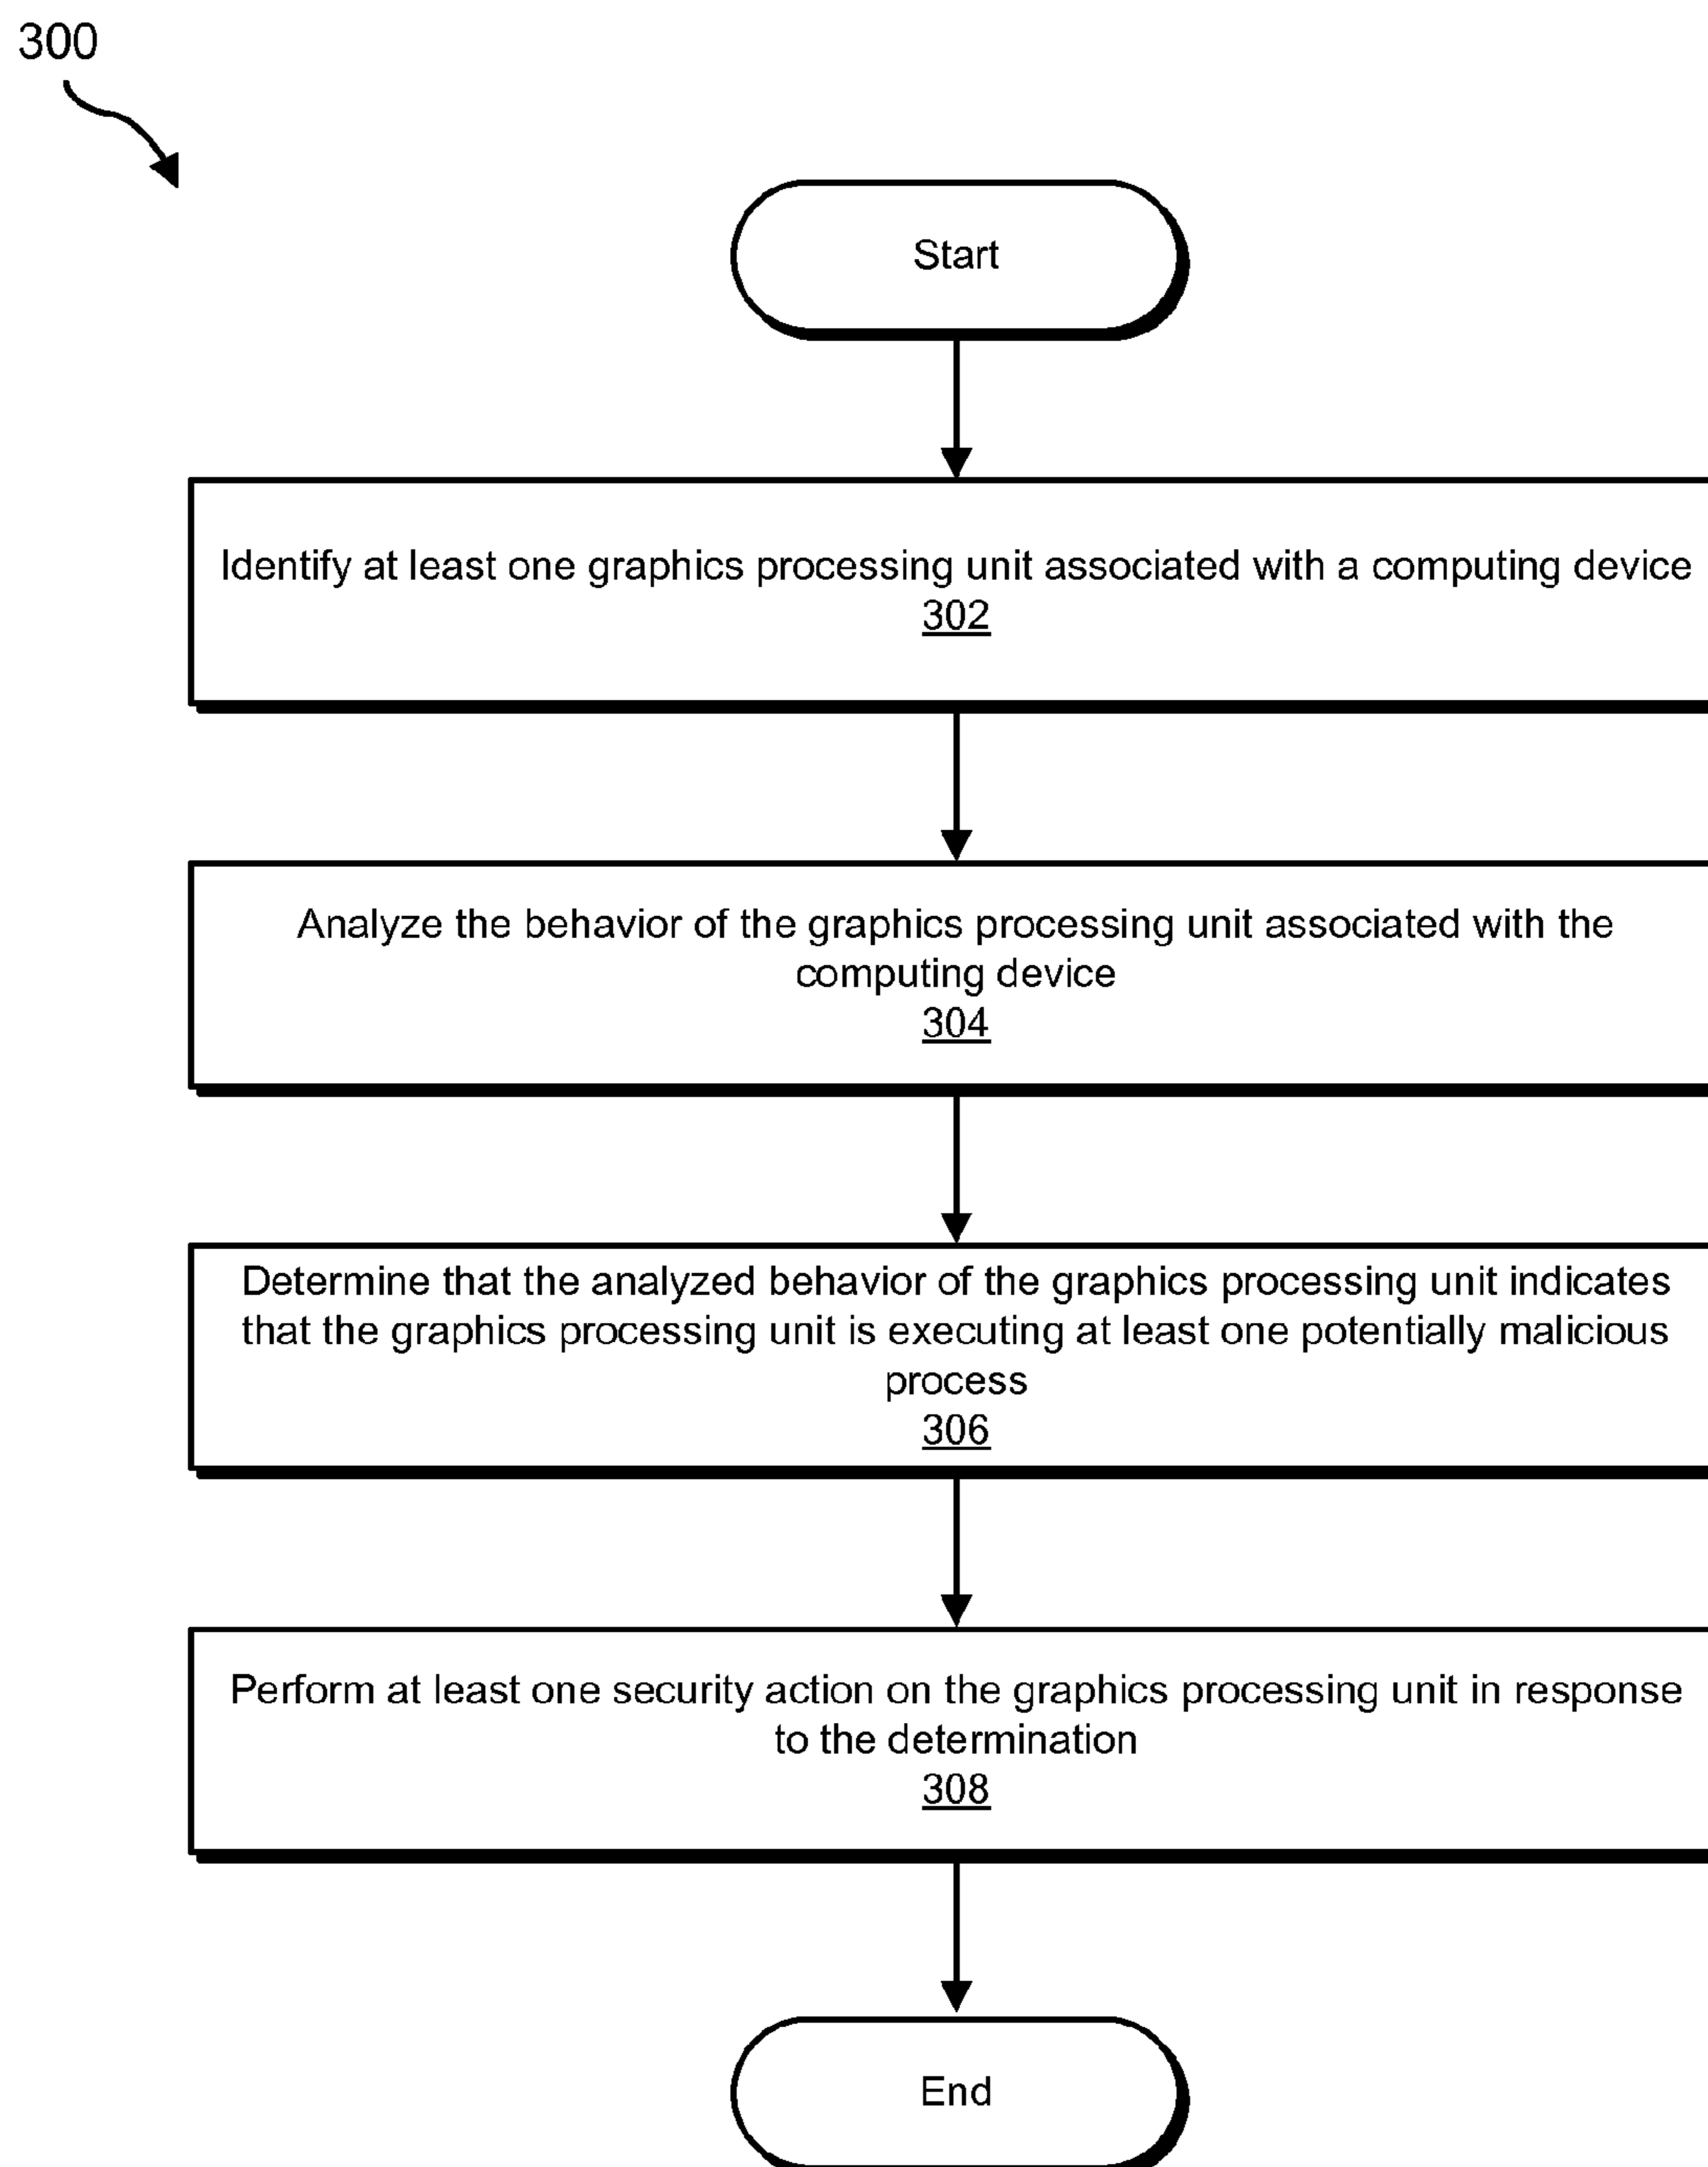 300
Start
Identify at least one graphics processing unit associated with a computing device
302
Analyze the behavior of the graphics processing unit associated with the
computing device
304
Determine that the analyzed behavior of the graphics processing unit indicates
that the graphics processing unit is executing at least one potentially malicious
process
306
Perform at least one security action on the graphics processing unit in response
to the determination
308
End